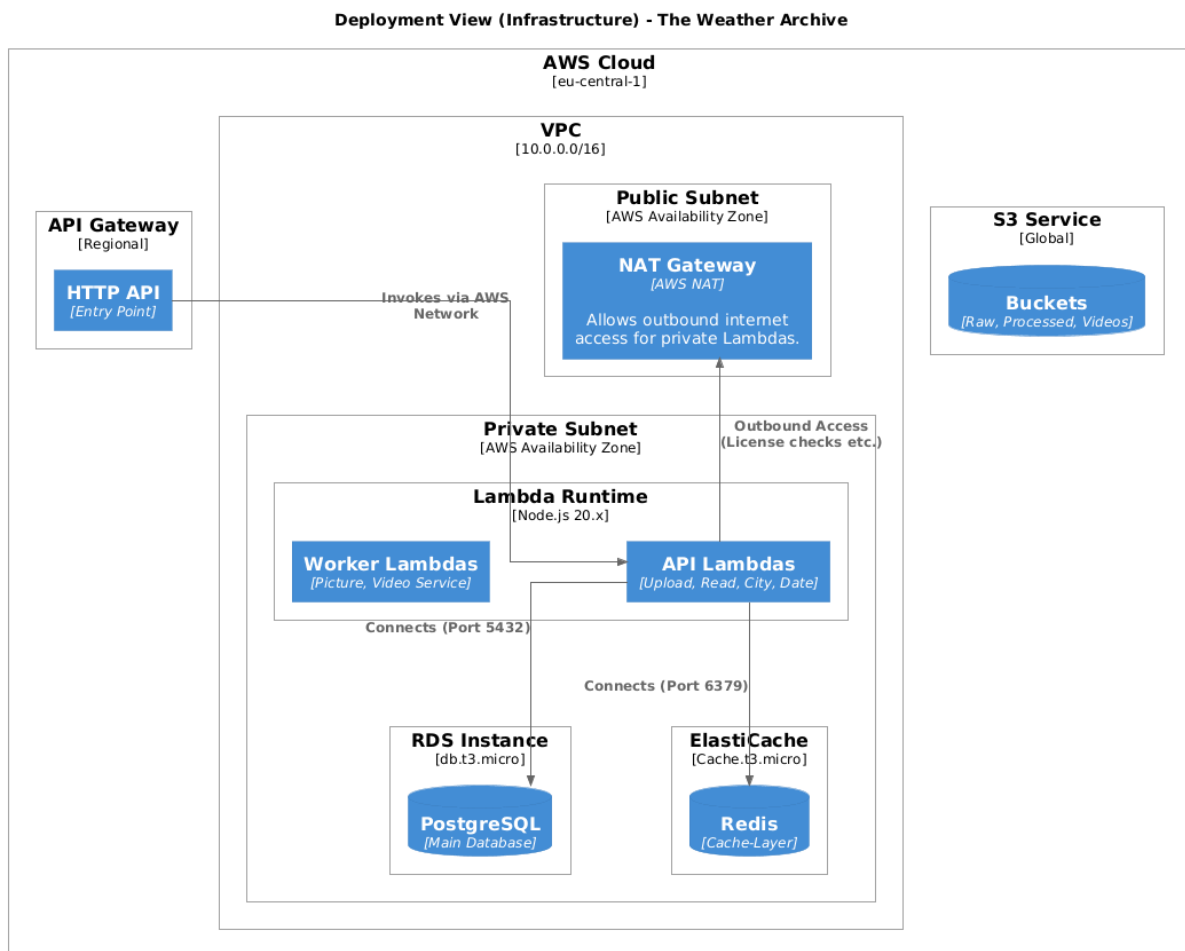 Deployment View (Infrastructure) - The Weather Archive
AWS Cloud
[eu-central-1]
VPC
[10.0.0.0/16]
Public Subnet
[AWS Availability Zone]
NAT Gateway
[AWS NAT]
Allows outbound internet
access for private Lambdas.
API Gateway
[Regional]
HTTP API
[Entry Point]
Invokes via AWS
Network
S3 Service
[Global]
Buckets
[Raw, Processed, Videos]
Private Subnet
[AWS Availability Zone]
Outbound Access
(License checks etc.)
Lambda Runtime
[Node.js 20.x]
Worker Lambdas
[Picture, Video Service]
API Lambdas
[Upload, Read, City, Date]
Connects (Port 5432)
Connects (Port 6379)
RDS Instance
[db.t3.micro]
PostgreSQL
[Main Database]
ElastiCache
[Cache.t3.micro]
Redis
[Cache-Layer]